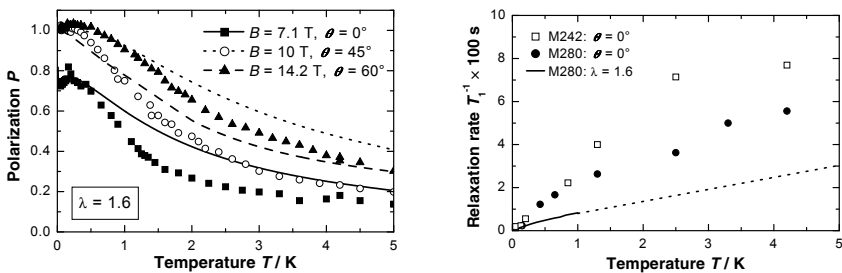 B = 7.1 T, θ = 0°
B = 10 T, θ = 45°
B = 14.2 T, θ = 60°
λ = 1.6
Polarization P
1.0
0.8
0.6
0.4
0.2
0.0
0 1 2 3 4 5
Temperature T / K
M242: θ = 0°
M280: θ = 0°
M280: λ = 1.6
Relaxation rate T₁⁻¹ × 100 s
10
8
6
4
2
0
0 1 2 3 4 5
Temperature T / K